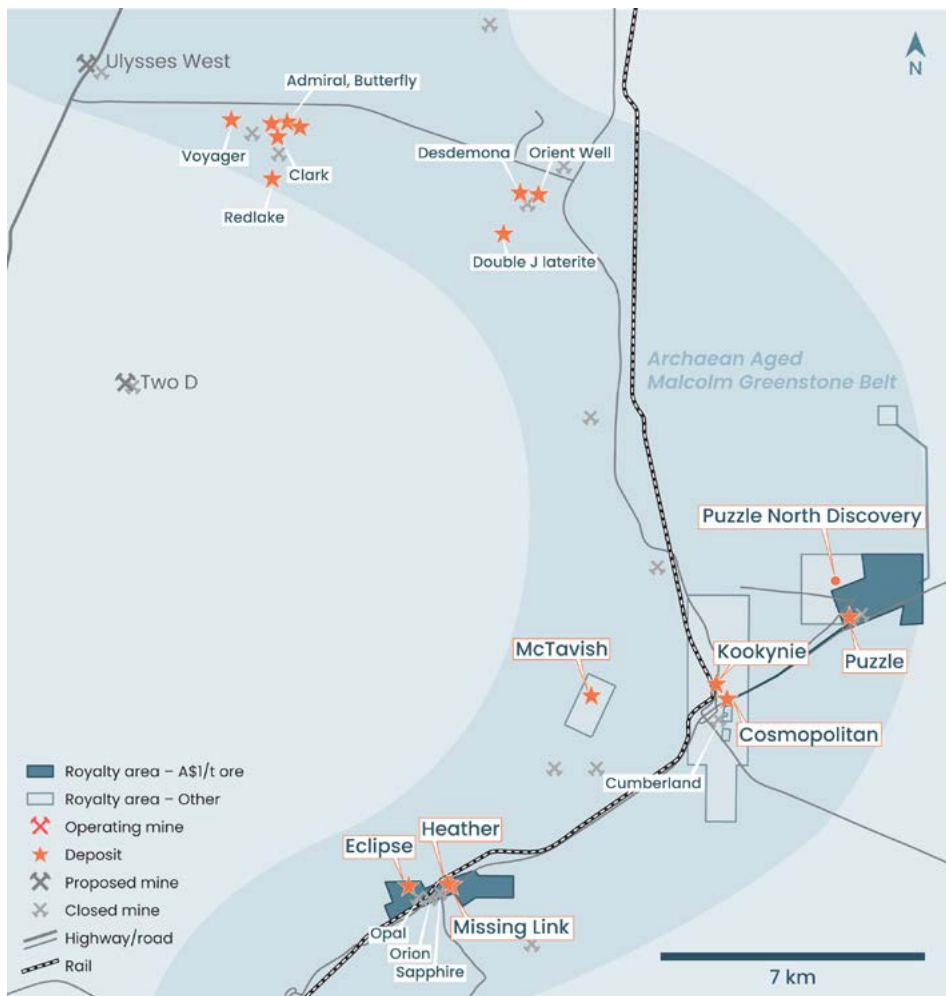 Ulysses West
N
Admiral, Butterfly
Voyager
Clark
Desdemona
Orient Well
Redlake
Double J laterite
Archaean Aged
Malcolm Greenstone Belt
Two D
Puzzle North Discovery
McTavish
Kookynie
Puzzle
Cosmopolitan
Cumberland
Royalty area – A$1/t ore
Royalty area – Other
Operating mine
Deposit
Proposed mine
Closed mine
Highway/road
Rail
Heather
Eclipse
Missing Link
Opal
Orion
Sapphire
7 km